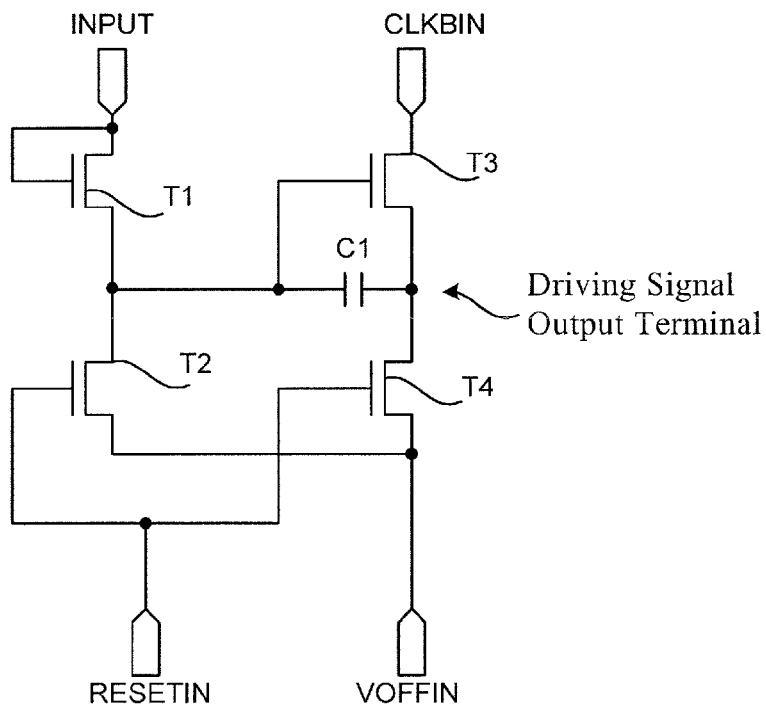 INPUT
CLKBIN
T1
T3
C1
Driving Signal
Output Terminal
T2
T4
RESETIN
VOFFIN